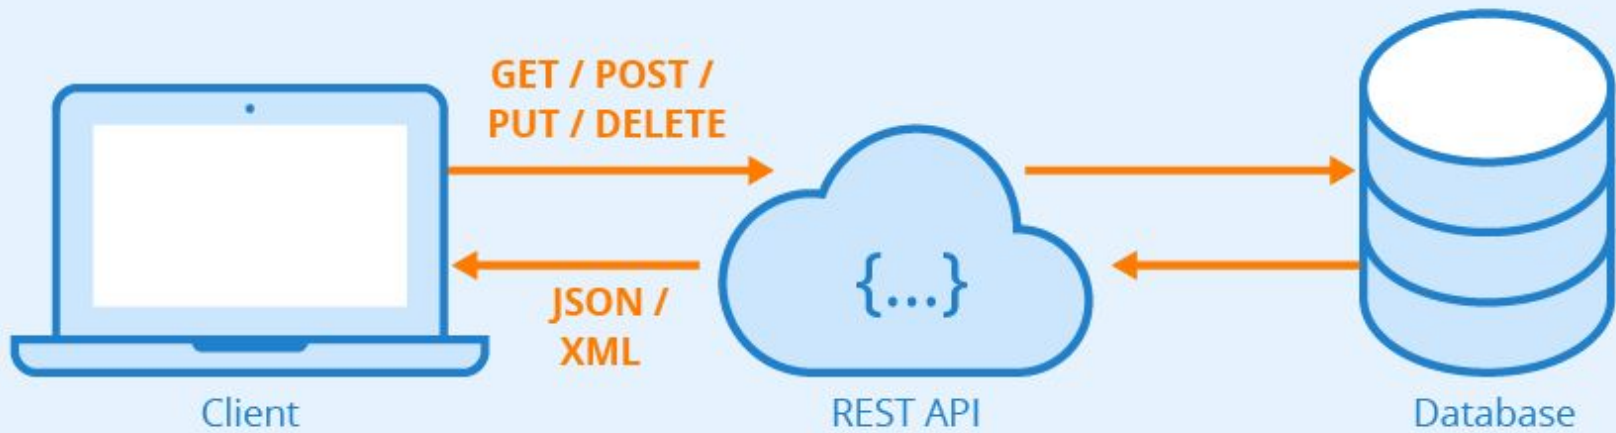 GET / POST /
PUT / DELETE
{...}
JSON /
XML
Client
REST API
Database